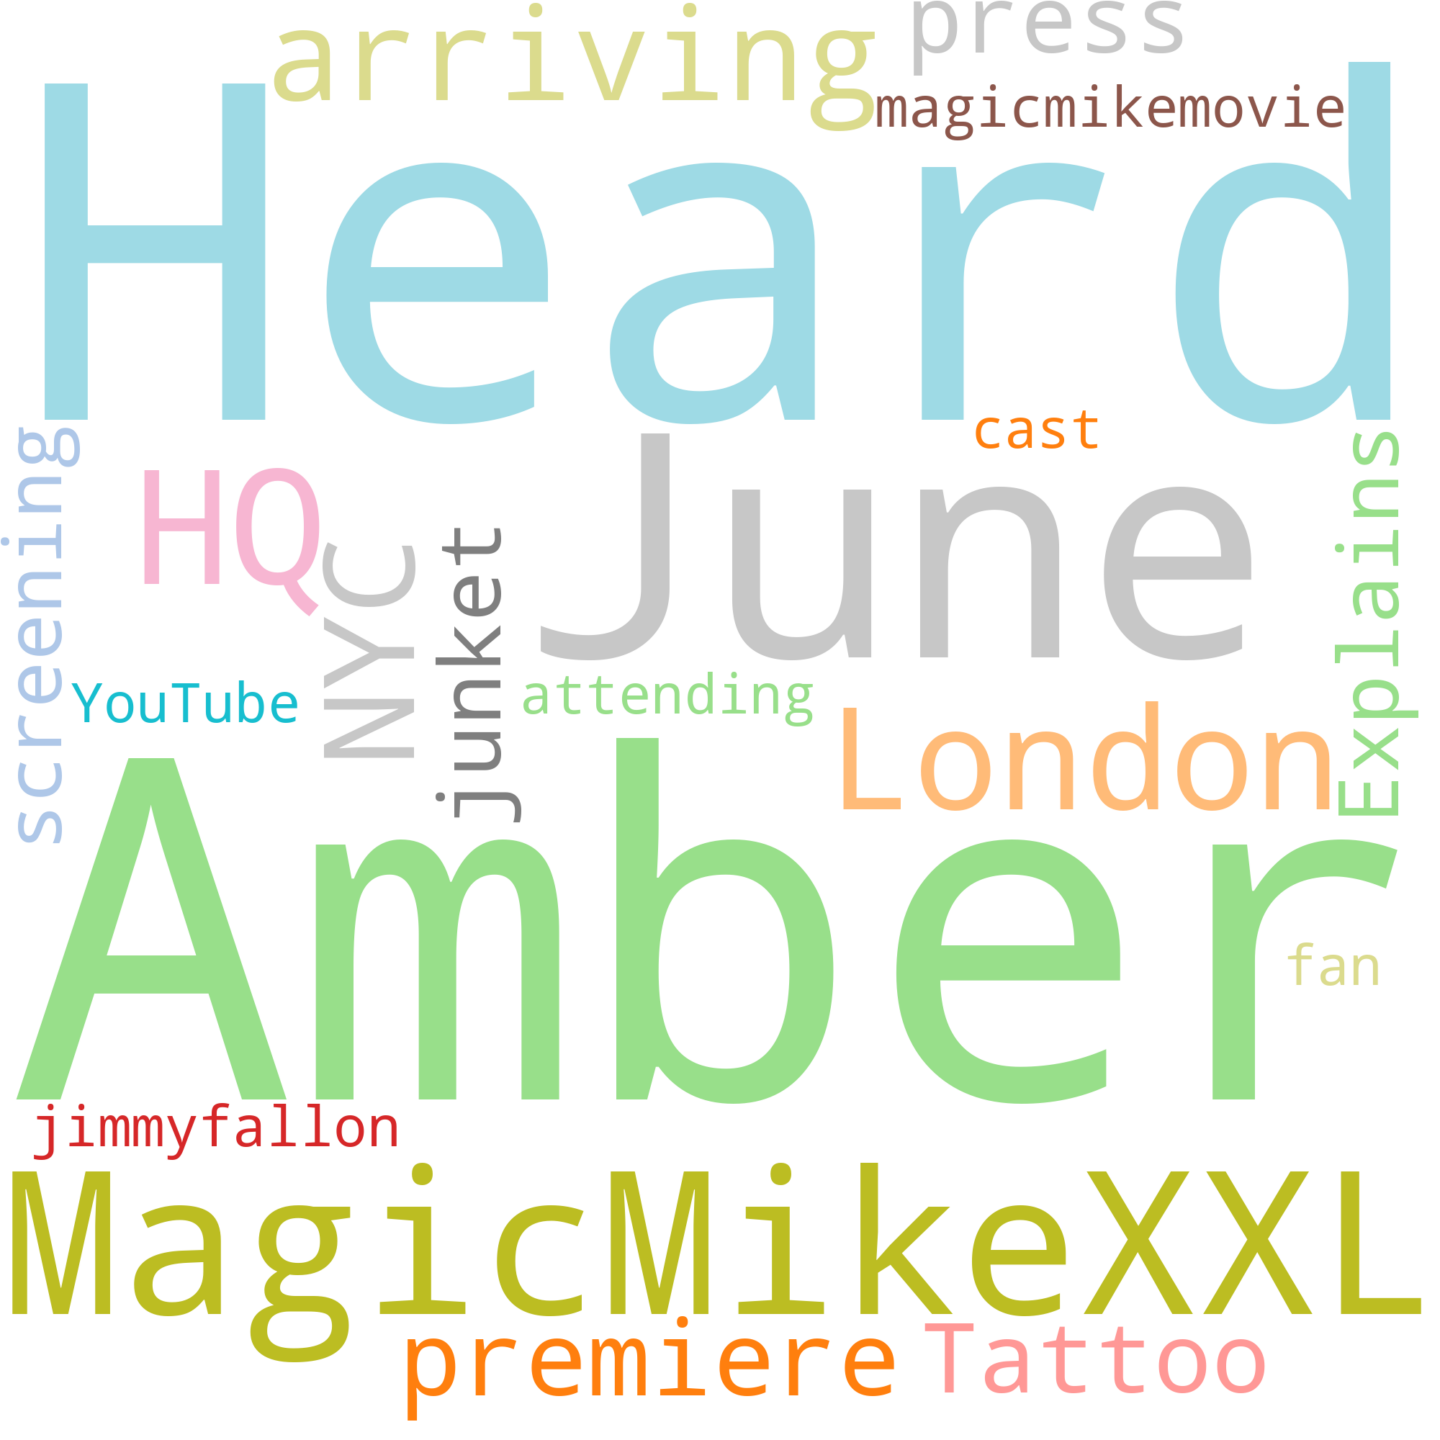 arriving
press
magicmikemovie
Heard
cast
screening
HQ
June
Explains
NYC
junket
YouTube
attending
London
Amber
fan
jimmyfallon
MagicMikeXXL
premiere
Tattoo